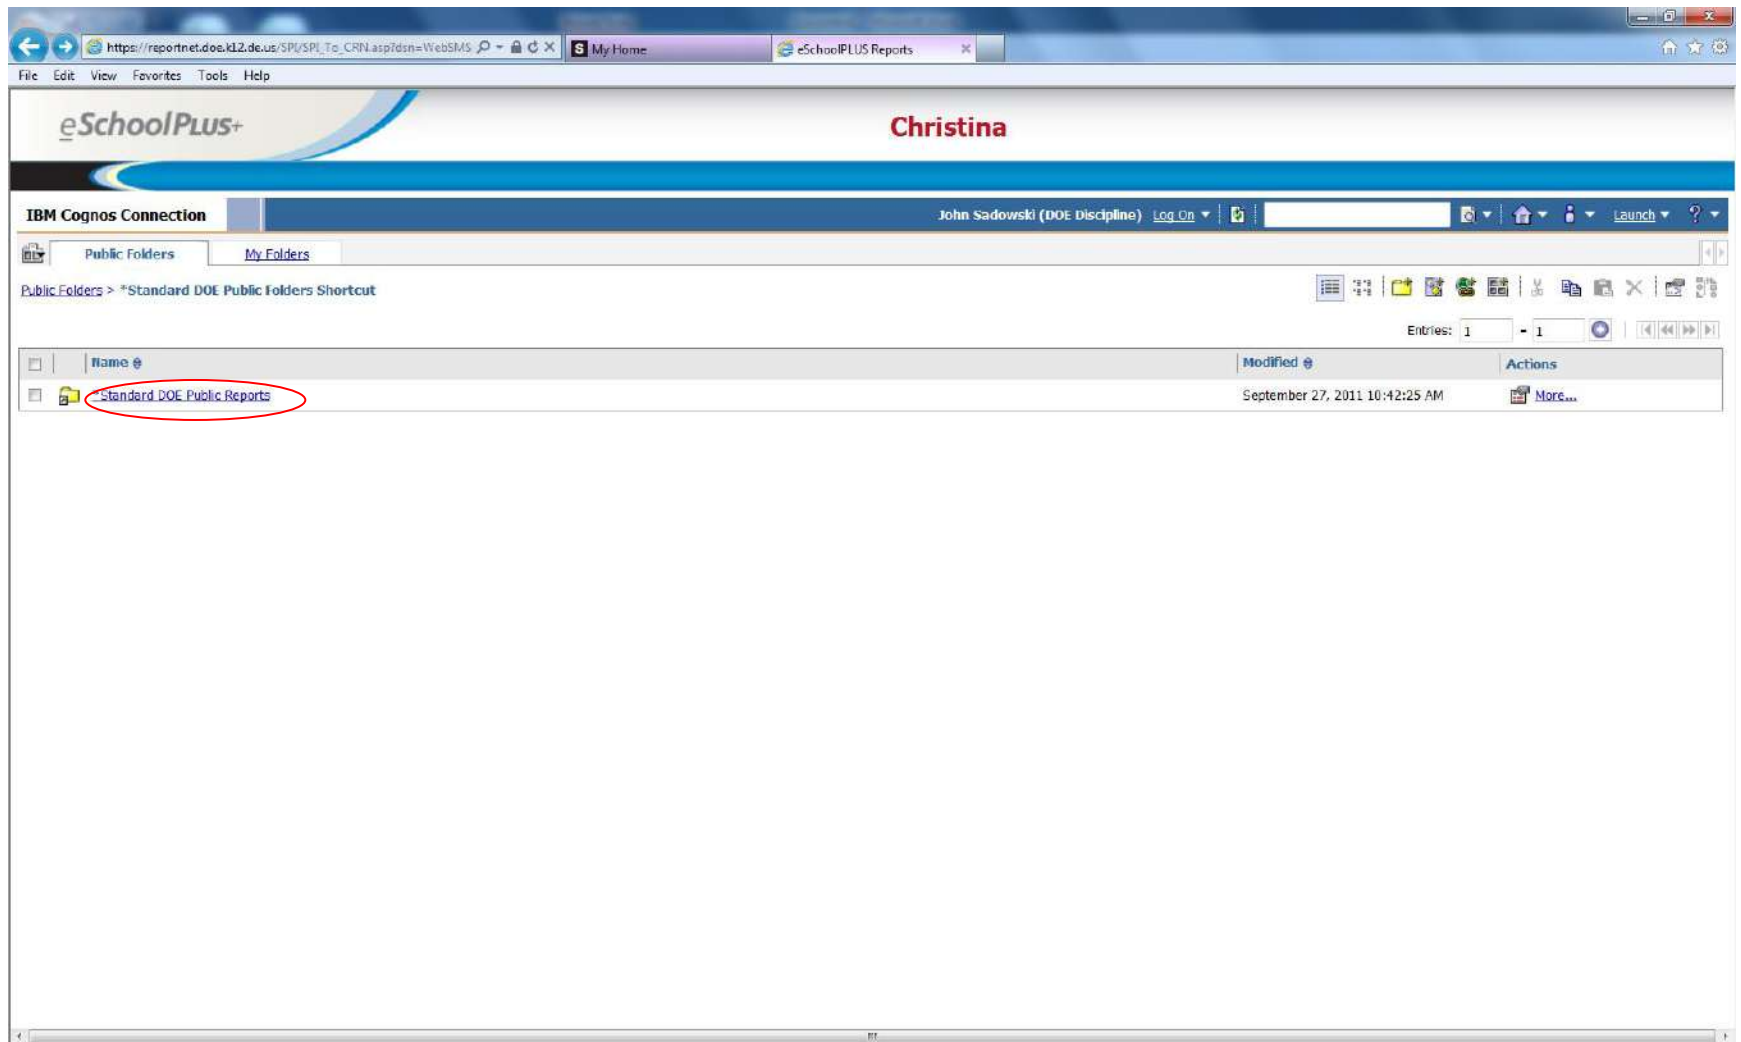 https://reportnet.doe.k12.de.us/SPI/SPI_To_CRN.asp?dsn=WebSMS
My Home
eSchoolPLUS Reports
File Edit View Favorites Tools Help
eSchoolPLUS+
Christina
IBM Cognos Connection
John Sadowski (DOE Discipline) Log On
Launch ?
Public Folders
My Folders
Public Folders > *Standard DOE Public Folders Shortcut
Entries: 1 - 1
Name Modified Actions
*Standard DOE Public Reports September 27, 2011 10:42:25 AM More...